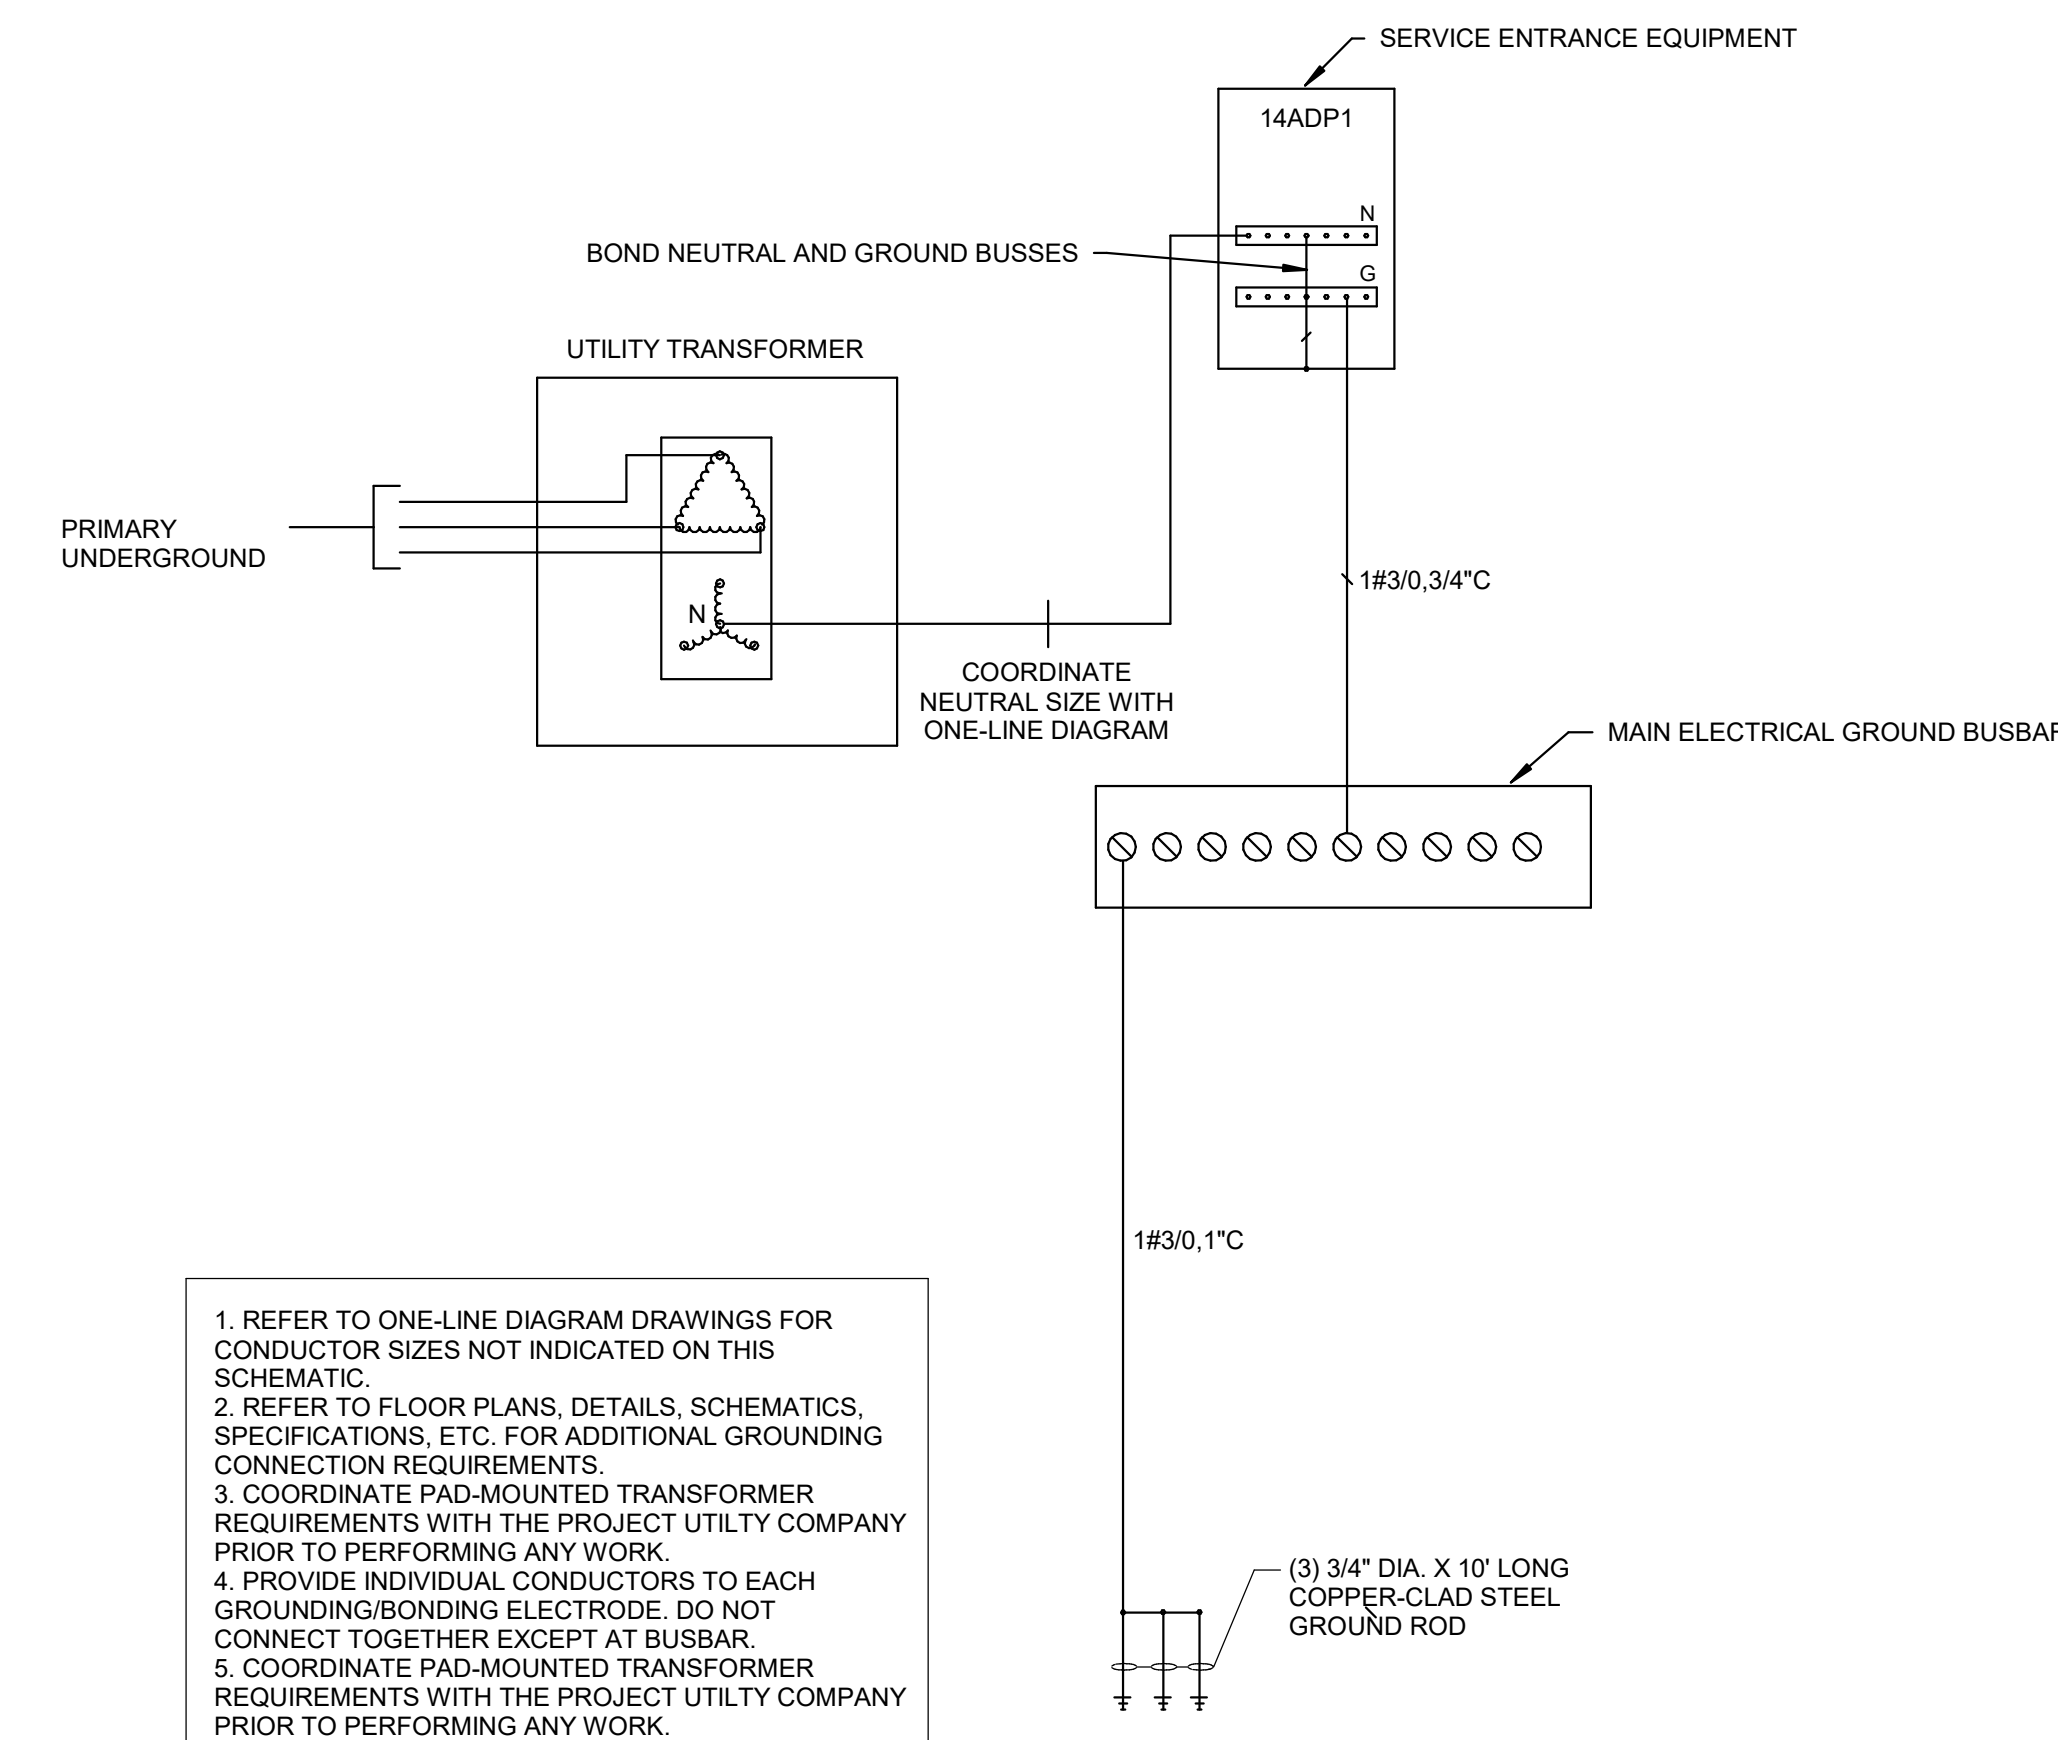 SERVICE ENTRANCE EQUIPMENT
14ADP1
N
BOND NEUTRAL AND GROUND BUSSES
G
UTILITY TRANSFORMER
PRIMARY
UNDERGROUND
N
1#3/0,3/4"C
COORDINATE
NEUTRAL SIZE WITH
ONE-LINE DIAGRAM
MAIN ELECTRICAL GROUND BUSBAR
1#3/0,1"C
1. REFER TO ONE-LINE DIAGRAM DRAWINGS FOR
CONDUCTOR SIZES NOT INDICATED ON THIS
SCHEMATIC.
2. REFER TO FLOOR PLANS, DETAILS, SCHEMATICS,
SPECIFICATIONS, ETC. FOR ADDITIONAL GROUNDING
CONNECTION REQUIREMENTS.
3. COORDINATE PAD-MOUNTED TRANSFORMER
REQUIREMENTS WITH THE PROJECT UTILTY COMPANY
PRIOR TO PERFORMING ANY WORK.
4. PROVIDE INDIVIDUAL CONDUCTORS TO EACH
GROUNDING/BONDING ELECTRODE. DO NOT
CONNECT TOGETHER EXCEPT AT BUSBAR.
5. COORDINATE PAD-MOUNTED TRANSFORMER
REQUIREMENTS WITH THE PROJECT UTILTY COMPANY
PRIOR TO PERFORMING ANY WORK.
(3) 3/4" DIA. X 10' LONG
COPPER-CLAD STEEL
GROUND ROD